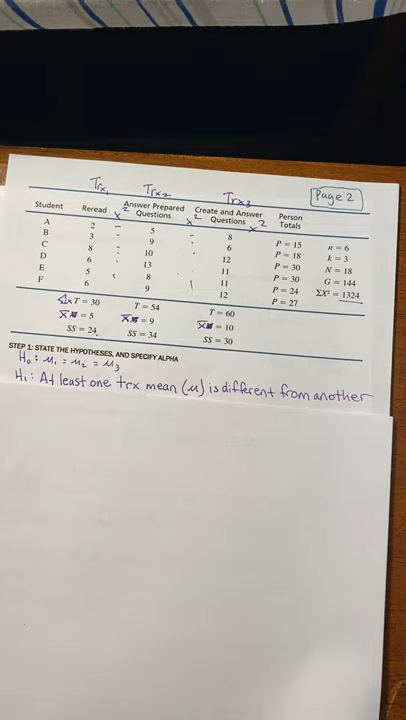 Trx₁ Trx₂ Trx₃ Page 2
Student Reread X² Answer Prepared Questions X² Create and Answer Questions X² Person Totals
A 2 5 8 P = 15 n = 6
B 3 9 6 P = 18 k = 3
C 8 10 12 P = 30 N = 18
D 6 13 11 P = 30 G = 144
E 5 8 11 P = 24 ΣX² = 1324
F 6 9 12 P = 27
T = 30 T = 54 T = 60
X̄ = 5 X̄ = 9 X̄ = 10
SS = 24 SS = 34 SS = 30
STEP 1: STATE THE HYPOTHESES, AND SPECIFY ALPHA
H₀ : μ₁ = μ₂ = μ₃
H₁ : At least one trx mean (μ) is different from another